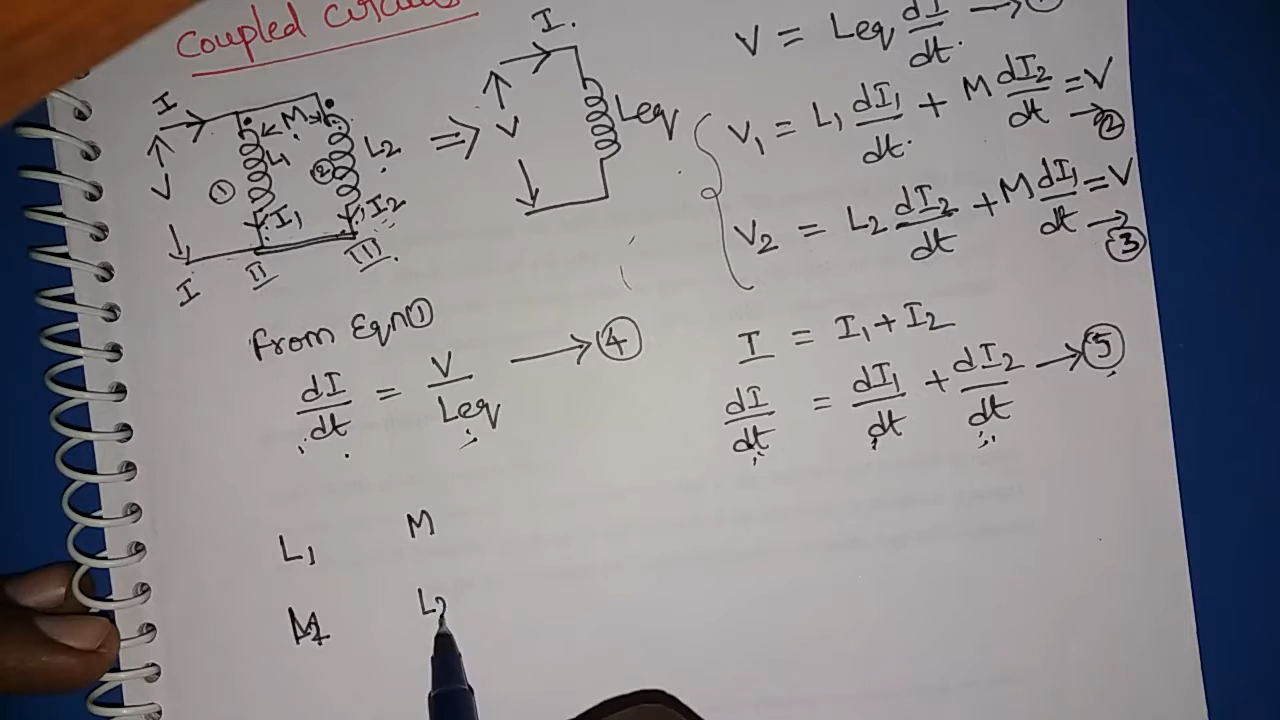 Coupled Circuits
I
V
M
L1
L2
①
②
I1
I2
I
II
III
⇒
I
V
Leq
V = Leq dI/dt. → ①
V1 = L1 dI1/dt + M dI2/dt = V → ②
V2 = L2 dI2/dt + M dI1/dt = V → ③
from Eqn①
dI/dt = V/Leq → ④
I = I1 + I2
dI/dt = dI1/dt + dI2/dt → ⑤
L1 M
M L2